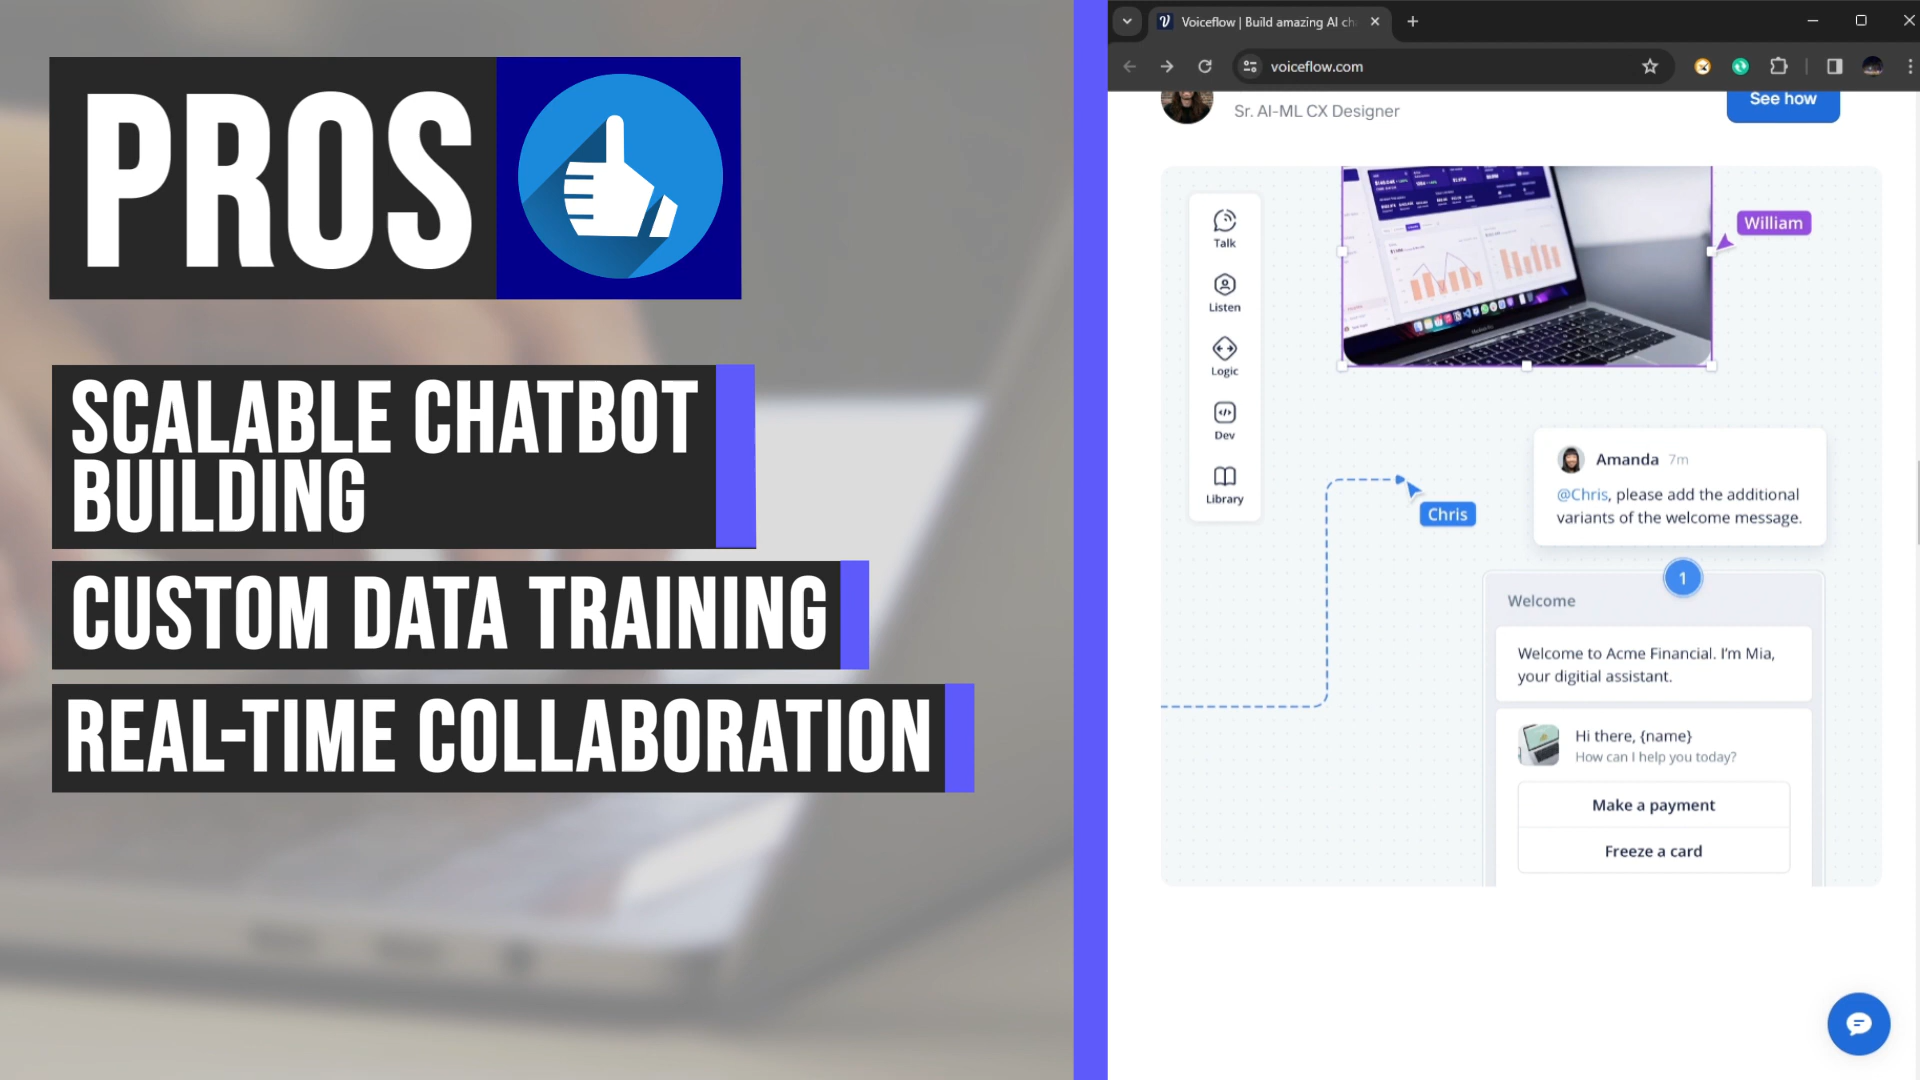 PROS
SCALABLE CHATBOT
BUILDING
CUSTOM DATA TRAINING
REAL-TIME COLLABORATION
Voiceflow | Build amazing AI ch
voiceflow.com
Sr. AI-ML CX Designer
See how
Talk
Listen
Logic
Dev
Library
William
Chris
Amanda 7m
@Chris, please add the additional
variants of the welcome message.
1
Welcome
Welcome to Acme Financial. I'm Mia,
your digitial assistant.
Hi there, {name}
How can I help you today?
Make a payment
Freeze a card